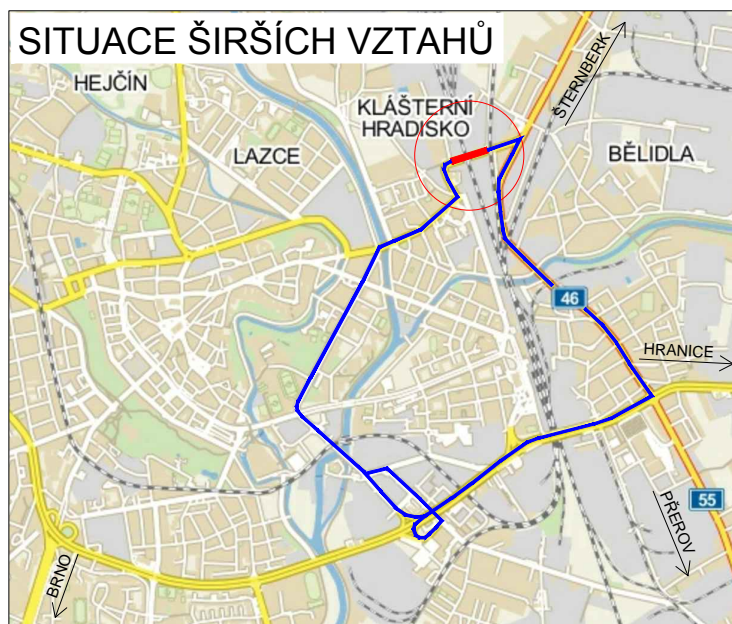 SITUACE ŠIRŠÍCH VZTAHŮ
HEJČÍN
ŠTERNBERK
KLÁŠTERNÍ
HRADISKO
LAZCE
BĚLIDLA
46
HRANICE
55
PŘEROV
BRNO